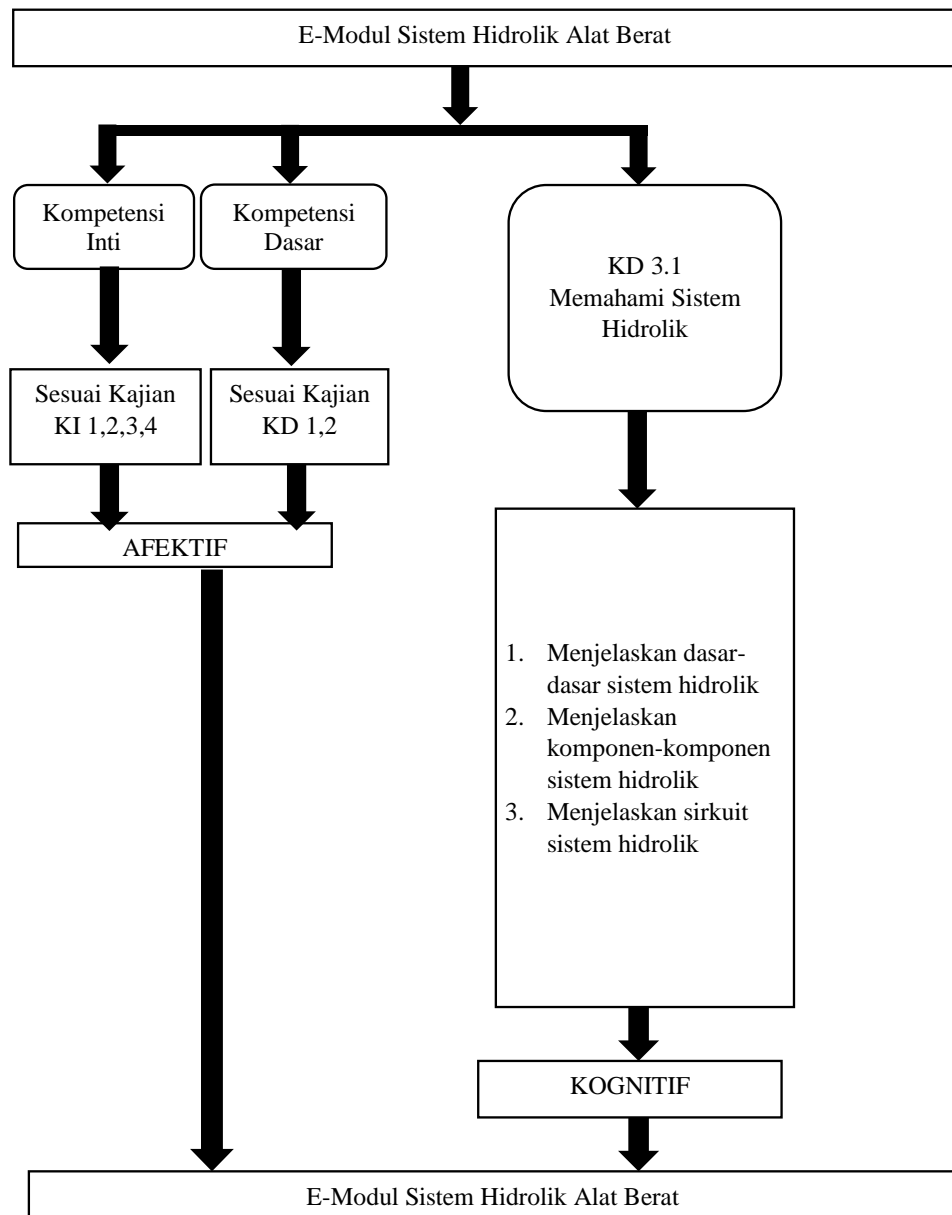 E-Modul Sistem Hidrolik Alat Berat
Kompetensi
Inti
Kompetensi
Dasar
KD 3.1
Memahami Sistem
Hidrolik
Sesuai Kajian
KI 1,2,3,4
Sesuai Kajian
KD 1,2
AFEKTIF
1. Menjelaskan dasar-
dasar sistem hidrolik
2. Menjelaskan
komponen-komponen
sistem hidrolik
3. Menjelaskan sirkuit
sistem hidrolik
KOGNITIF
E-Modul Sistem Hidrolik Alat Berat